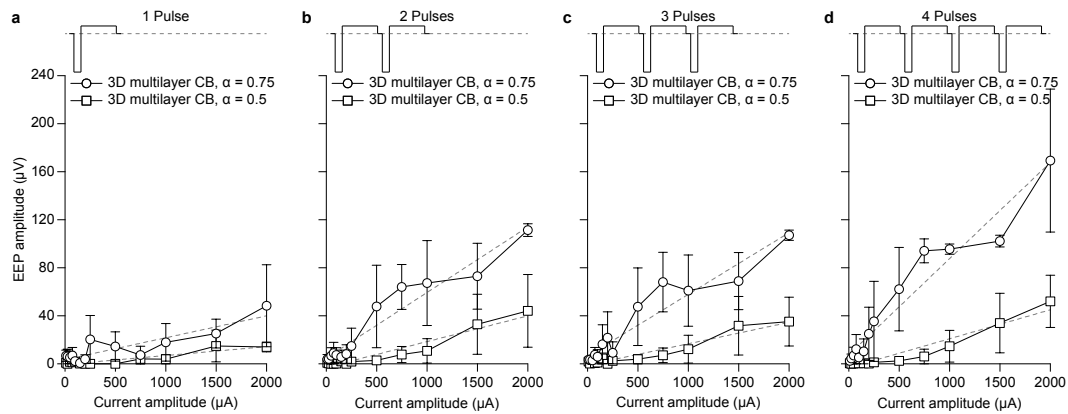 a 1 Pulse b 2 Pulses c 3 Pulses d 4 Pulses
3D multilayer CB, α = 0.75 3D multilayer CB, α = 0.75 3D multilayer CB, α = 0.75 3D multilayer CB, α = 0.75
3D multilayer CB, α = 0.5 3D multilayer CB, α = 0.5 3D multilayer CB, α = 0.5 3D multilayer CB, α = 0.5
240
200
160
120
80
40
0
EEP amplitude (μV)
0 500 1000 1500 2000 0 500 1000 1500 2000 0 500 1000 1500 2000 0 500 1000 1500 2000
Current amplitude (μA) Current amplitude (μA) Current amplitude (μA) Current amplitude (μA)